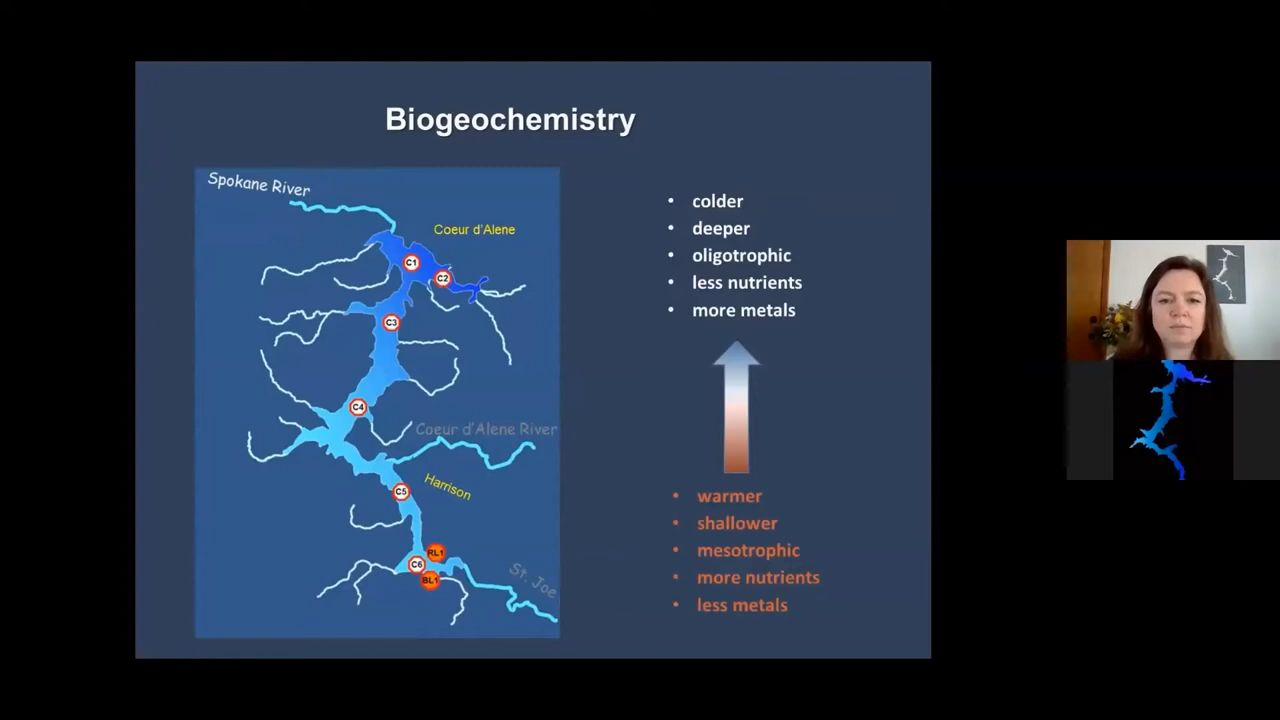 Biogeochemistry
Spokane River
Coeur d'Alene
C1
C2
C3
C4
Coeur d'Alene River
Harrison
C5
RL1
C6
BL1
St. Joe
• colder
• deeper
• oligotrophic
• less nutrients
• more metals
• warmer
• shallower
• mesotrophic
• more nutrients
• less metals